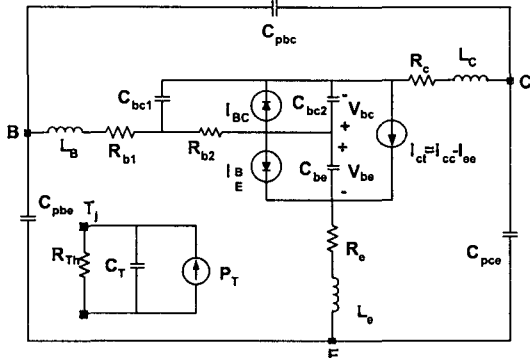 C_pbc
R_c
L_C
C
C_bc1
I_BC
C_bc2
-
V_bc
+
B
L_B
R_b1
R_b2
I_B
E
+
C_be
V_be
-
I_ct=I_cc-I_ee
C_pbe
T_j
R_Th
C_T
P_T
R_e
C_pce
L_e
E